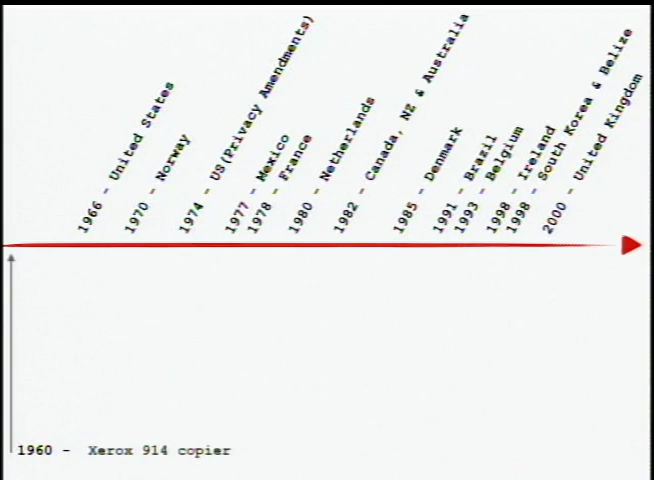 1966 - United States
1970 - Norway
1974 - US(Privacy Amendments)
1977 - Mexico
1978 - France
1980 - Netherlands
1982 - Canada, NZ & Australia
1985 - Denmark
1991 - Brazil
1993 - Belgium
1998 - Ireland
1998 - South Korea & Belize
2000 - United Kingdom
1960 - Xerox 914 copier